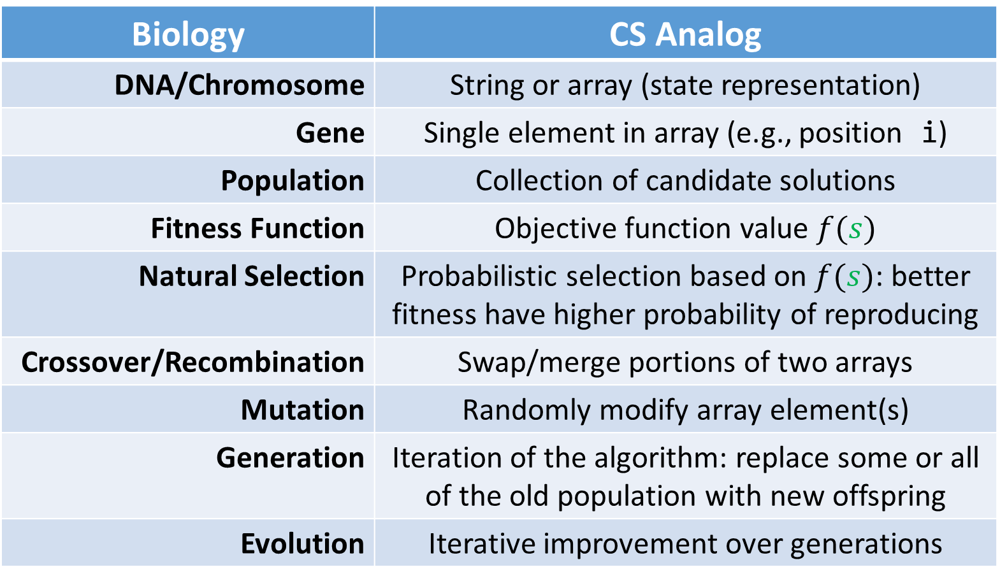 Biology CS Analog
DNA/Chromosome String or array (state representation)
Gene Single element in array (e.g., position i)
Population Collection of candidate solutions
Fitness Function Objective function value f(s)
Natural Selection Probabilistic selection based on f(s): better
fitness have higher probability of reproducing
Crossover/Recombination Swap/merge portions of two arrays
Mutation Randomly modify array element(s)
Generation Iteration of the algorithm: replace some or all
of the old population with new offspring
Evolution Iterative improvement over generations